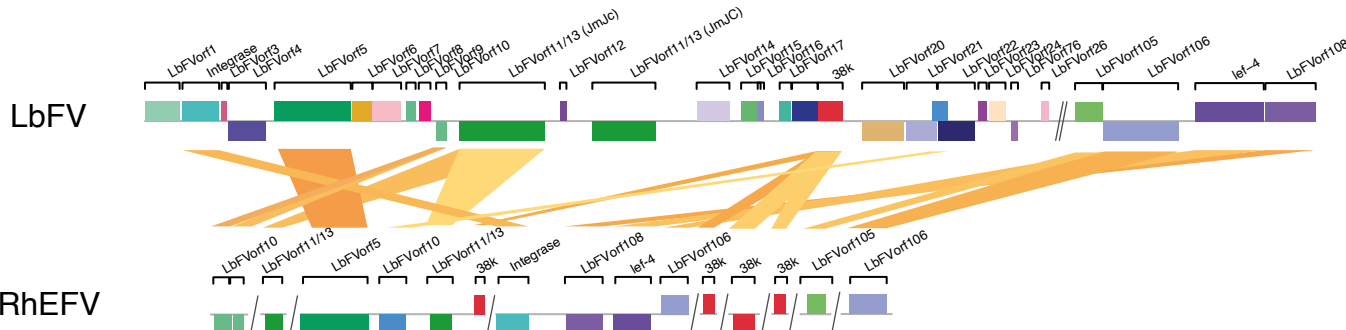 LbFVorf1
Integrase
LbFVorf3
LbFVorf4
LbFVorf5
LbFVorf6
LbFVorf7
LbFVorf8
LbFVorf9
LbFVorf10
LbFVorf11/13 (JmJc)
LbFVorf12
LbFVorf11/13 (JmJC)
LbFVorf14
LbFVorf15
LbFVorf16
LbFVorf17
38k
LbFVorf20
LbFVorf21
LbFVorf22
LbFVorf23
LbFVorf24
LbFVorf76
LbFVorf26
LbFVorf105
LbFVorf106
lef-4
LbFVorf108
LbFV
LbFVorf10
LbFVorf11/13
LbFVorf5
LbFVorf10
LbFVorf11/13
38k
Integrase
LbFVorf108
lef-4
LbFVorf106
38k
38k
38k
LbFVorf105
LbFVorf106
RhEFV